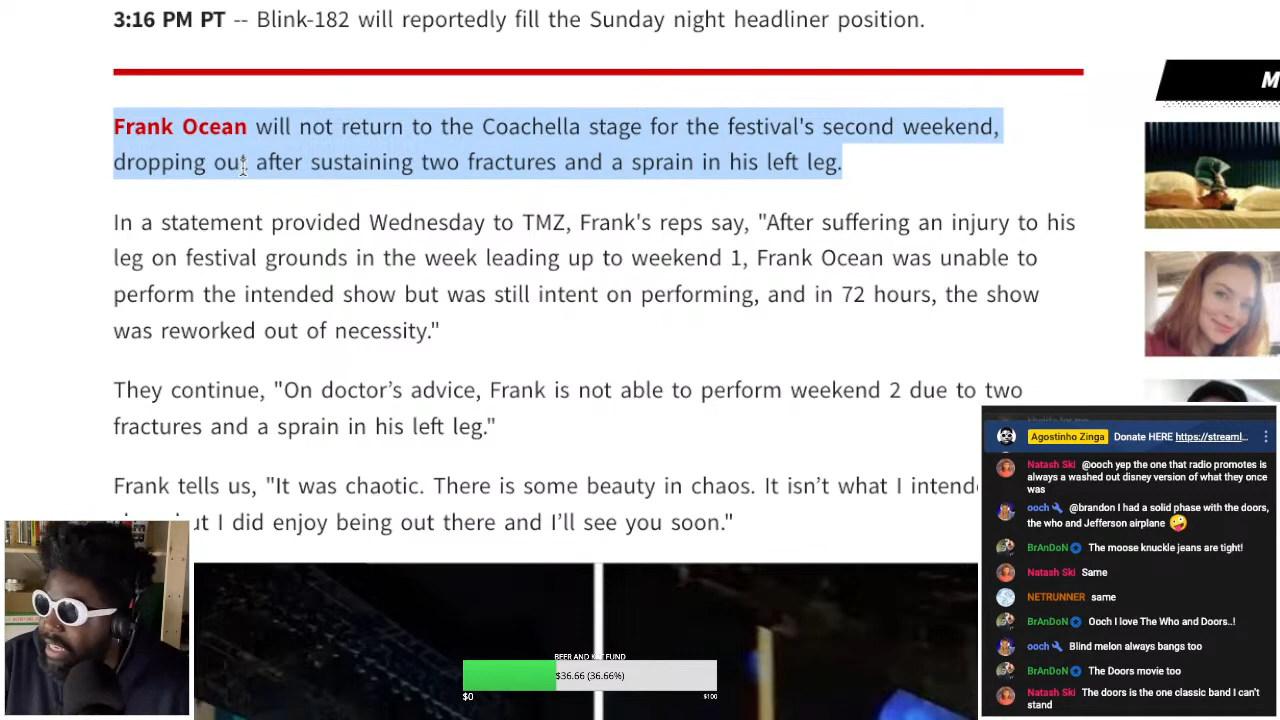 3:16 PM PT -- Blink-182 will reportedly fill the Sunday night headliner position.
M
Frank Ocean will not return to the Coachella stage for the festival's second weekend,
dropping out after sustaining two fractures and a sprain in his left leg.
In a statement provided Wednesday to TMZ, Frank's reps say, "After suffering an injury to his
leg on festival grounds in the week leading up to weekend 1, Frank Ocean was unable to
perform the intended show but was still intent on performing, and in 72 hours, the show
was reworked out of necessity."
They continue, "On doctor’s advice, Frank is not able to perform weekend 2 due to two
fractures and a sprain in his left leg."
Frank tells us, "It was chaotic. There is some beauty in chaos. It isn’t what I
I did enjoy being out there and I’ll see you soon."
BEER AND
FUND
$36.66 (36.66%)
$0
$100
Agostinho Zinga Donate HERE https://streaml...
Natash Ski @ooch yep the one that radio promotes is
always a washed out disney version of what they once
was
ooch @brandon I had a solid phase with the doors,
the who and Jefferson airplane
BrAnDoN The moose knuckle jeans are tight!
Natash Ski Same
NETRUNNER same
BrAnDoN Ooch I love The Who and Doors..!
ooch Blind melon always bangs too
BrAnDoN The Doors movie too
Natash Ski The doors is the one classic band I can't
stand